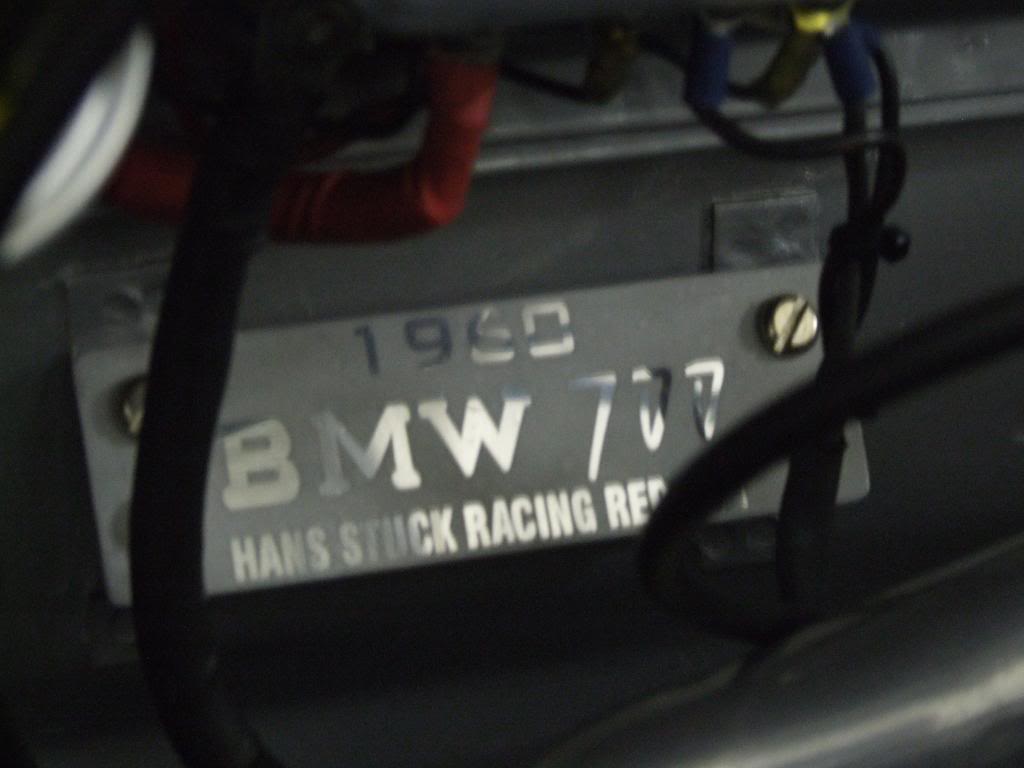 1960
BMW 700
HANS STUCK RACING